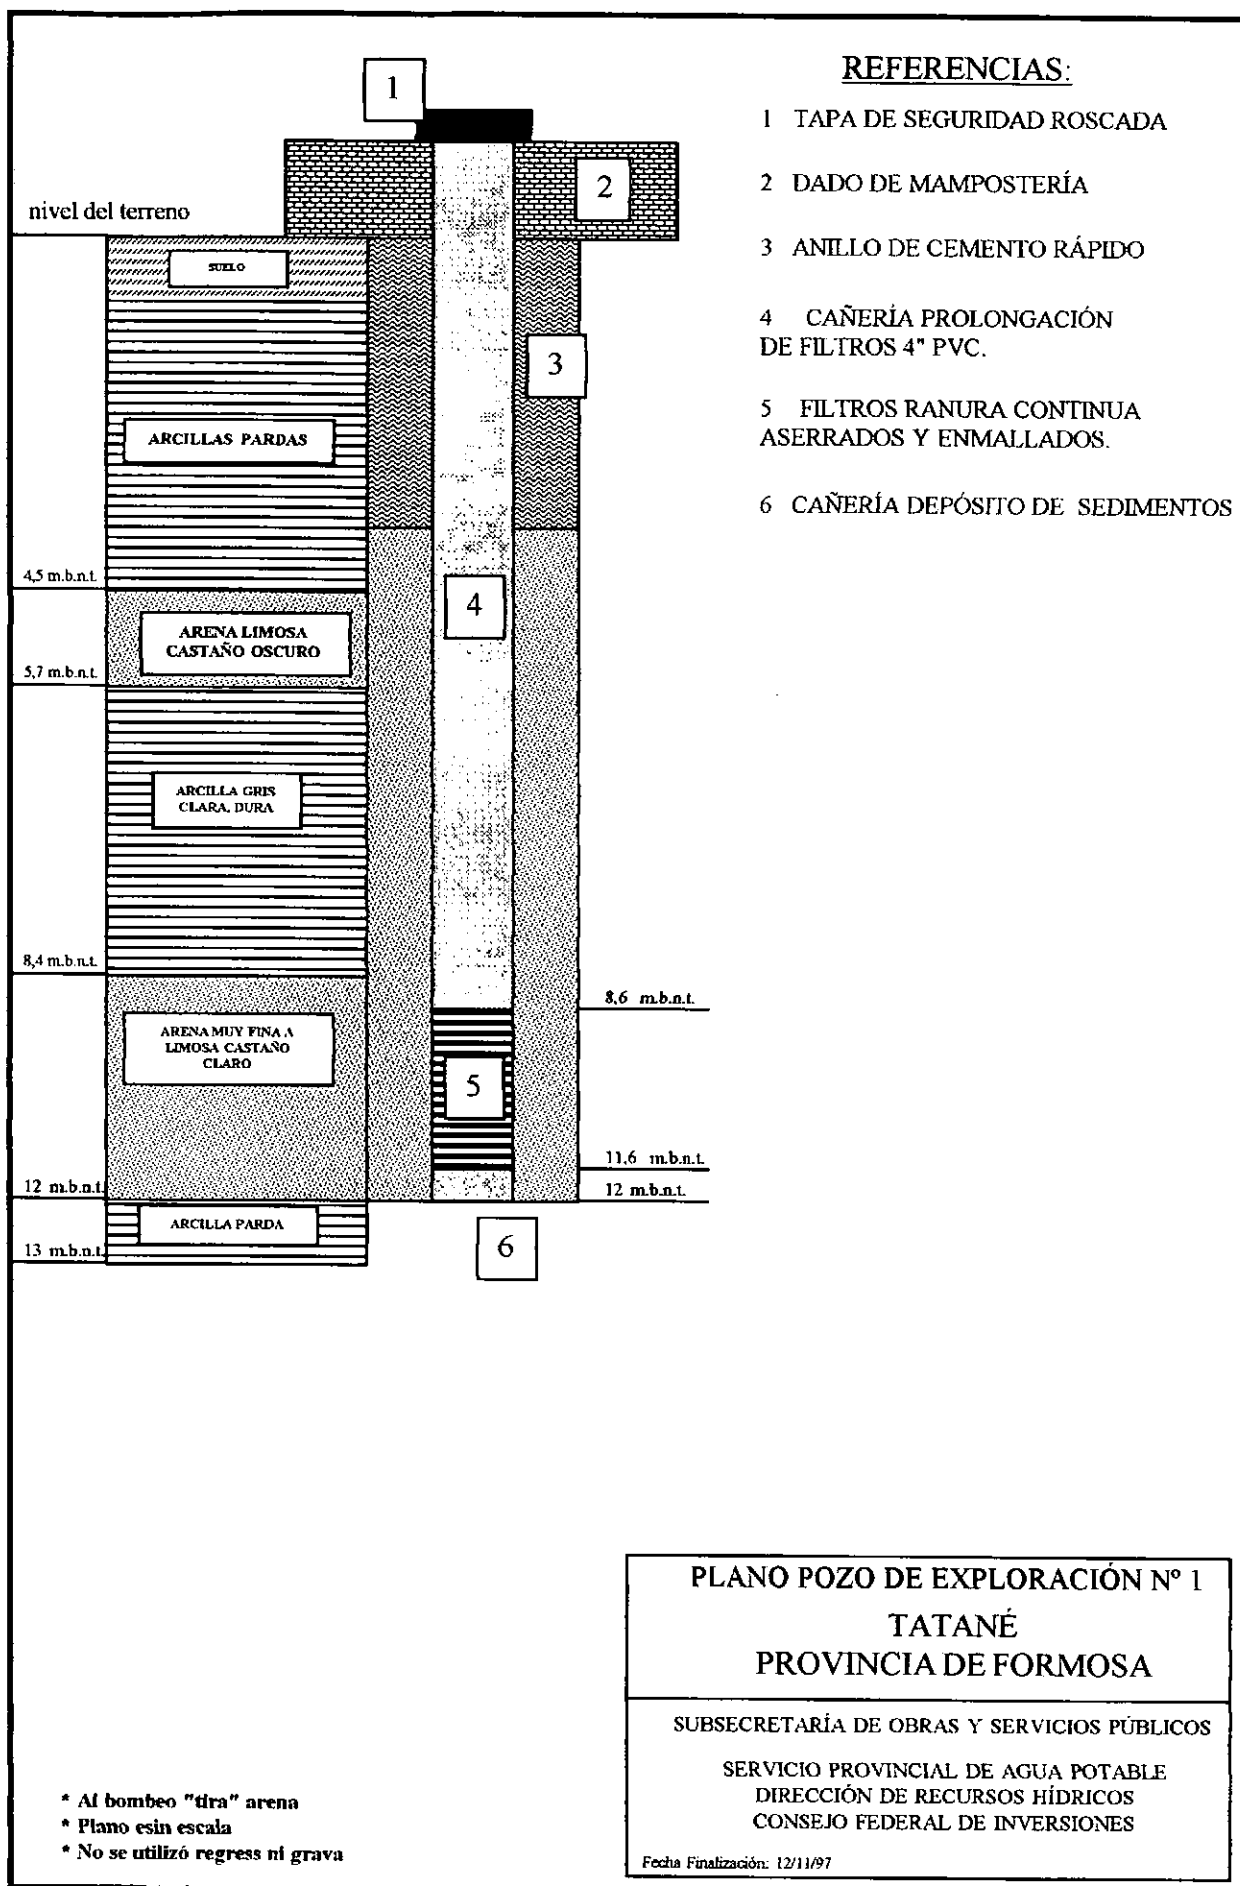 REFERENCIAS:
1 TAPA DE SEGURIDAD ROSCADA
2 DADO DE MAMPOSTERÍA
3 ANILLO DE CEMENTO RÁPIDO
4 CAÑERÍA PROLONGACIÓN
DE FILTROS 4" PVC.
5 FILTROS RANURA CONTINUA
ASERRADOS Y ENMALLADOS.
6 CAÑERÍA DEPÓSITO DE SEDIMENTOS
1
2
nivel del terreno
SUELO
3
ARCILLAS PARDAS
4,5 m.b.n.t.
4
ARENA LIMOSA
CASTAÑO OSCURO
5,7 m.b.n.t.
ARCILLA GRIS
CLARA, DURA
8,4 m.b.n.t.
8,6 m.b.n.t.
ARENA MUY FINA A
LIMOSA CASTAÑO
CLARO
5
11,6 m.b.n.t.
12 m.b.n.t.
12 m.b.n.t.
ARCILLA PARDA
6
13 m.b.n.t.
PLANO POZO DE EXPLORACIÓN Nº 1
TATANÉ
PROVINCIA DE FORMOSA
SUBSECRETARÍA DE OBRAS Y SERVICIOS PÚBLICOS
SERVICIO PROVINCIAL DE AGUA POTABLE
DIRECCIÓN DE RECURSOS HÍDRICOS
CONSEJO FEDERAL DE INVERSIONES
Fecha Finalización: 12/11/97
* Al bombeo "tira" arena
* Plano esin escala
* No se utilizó regress ni grava